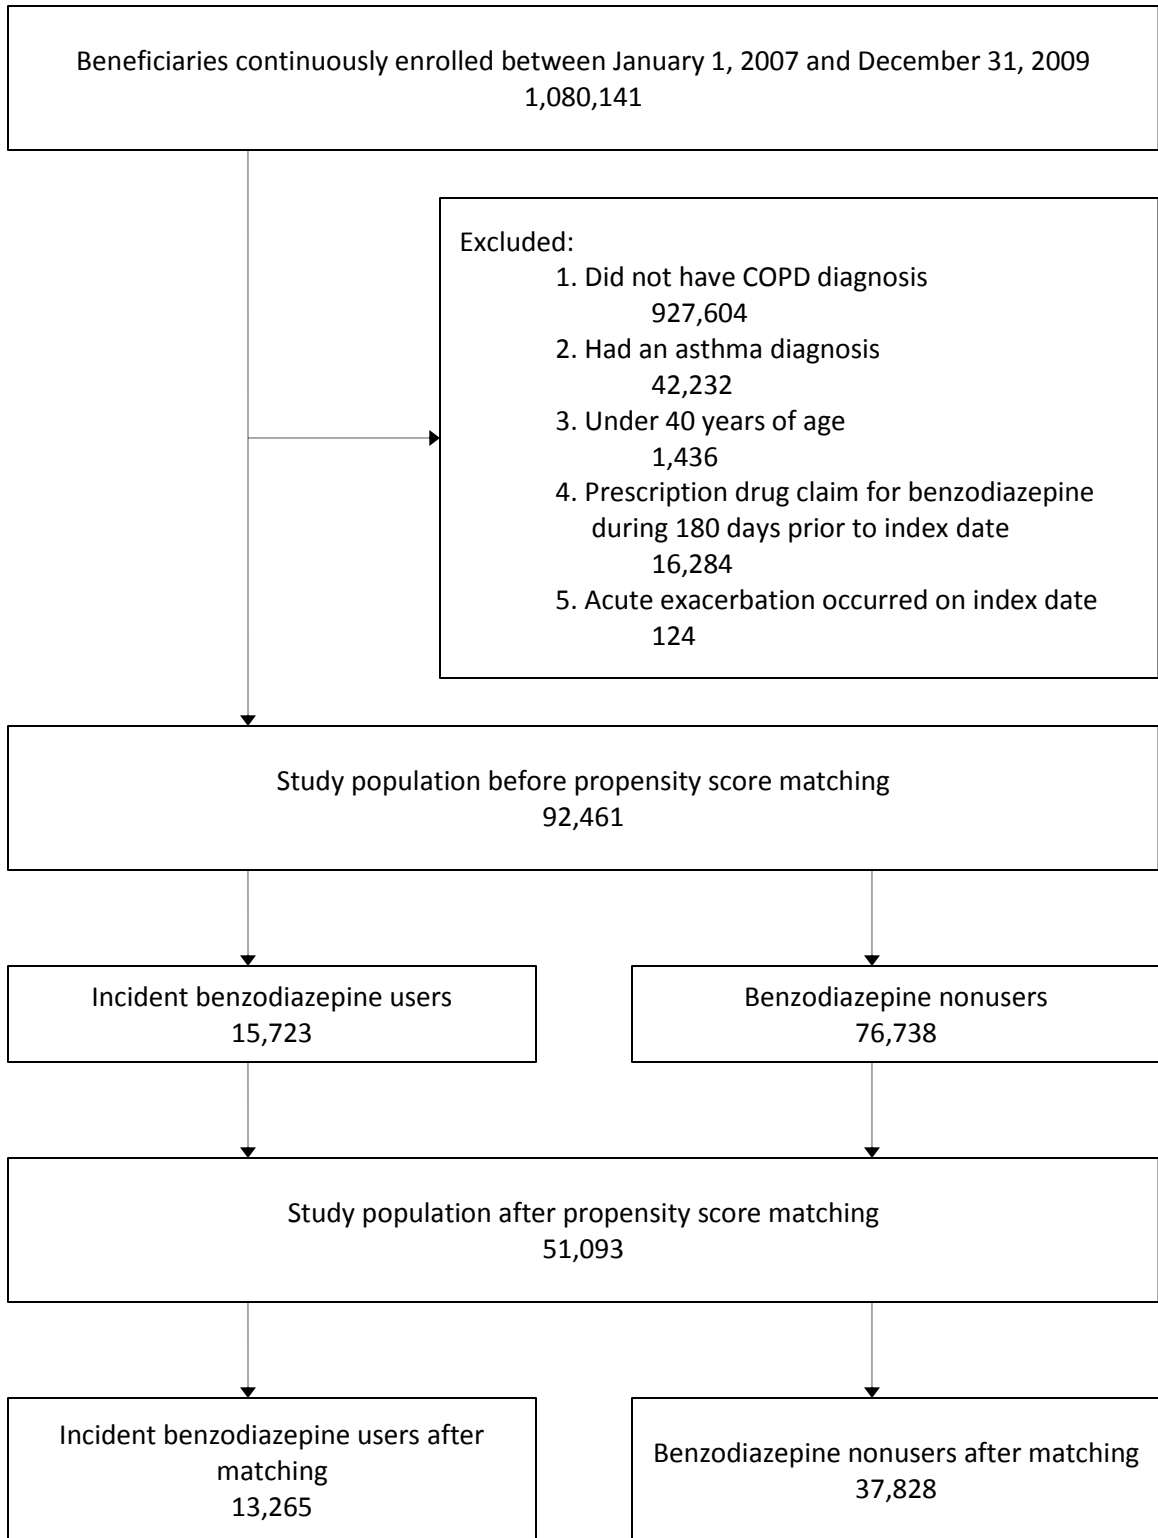 Beneficiaries continuously enrolled between January 1, 2007 and December 31, 2009
1,080,141
Excluded:
1. Did not have COPD diagnosis
927,604
2. Had an asthma diagnosis
42,232
3. Under 40 years of age
1,436
4. Prescription drug claim for benzodiazepine
during 180 days prior to index date
16,284
5. Acute exacerbation occurred on index date
124
Study population before propensity score matching
92,461
Incident benzodiazepine users
15,723
Benzodiazepine nonusers
76,738
Study population after propensity score matching
51,093
Incident benzodiazepine users after
matching
13,265
Benzodiazepine nonusers after matching
37,828